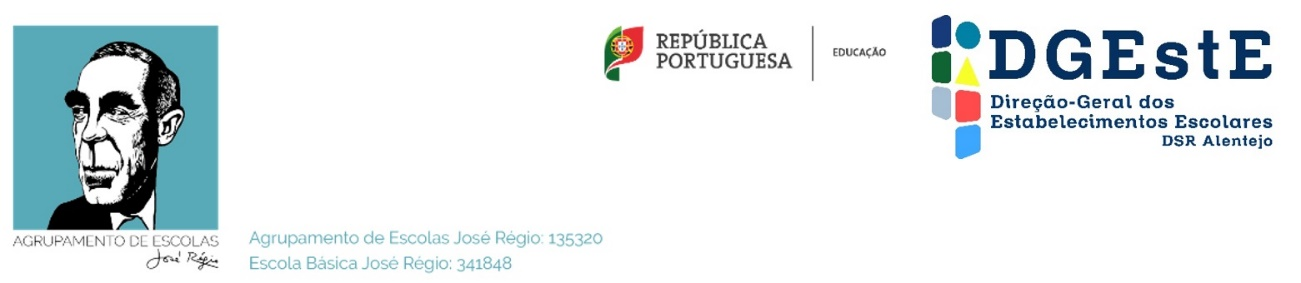 REPÚBLICA
PORTUGUESA
EDUCAÇÃO
DGEstE
Direção-Geral dos
Estabelecimentos Escolares
DSR Alentejo
AGRUPAMENTO DE ESCOLAS
José Régio
Agrupamento de Escolas José Régio: 135320
Escola Básica José Régio: 341848